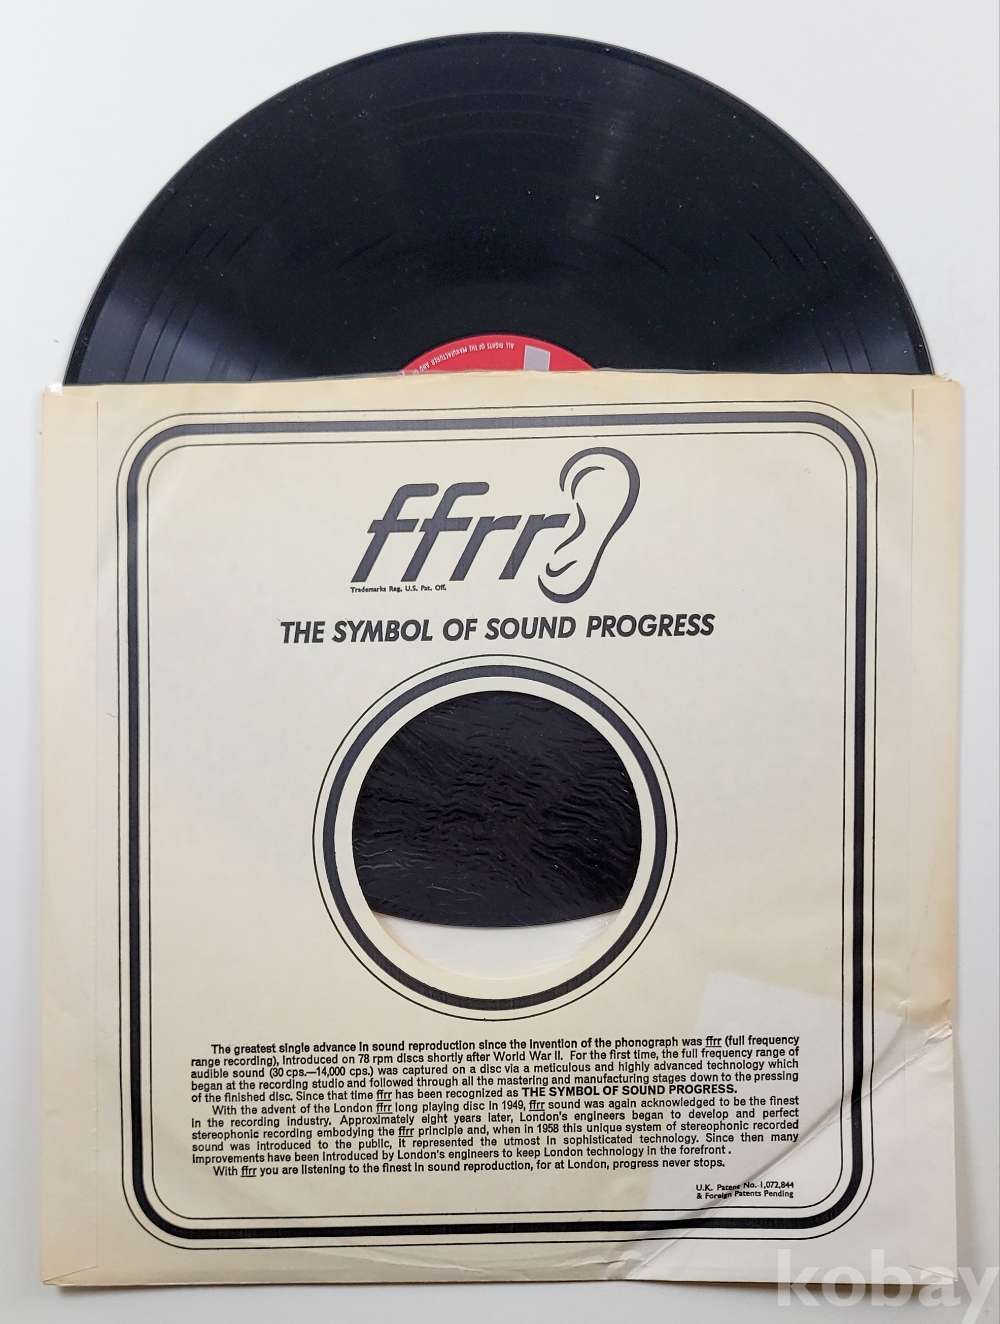 ALL RIGHTS OF THE MANUFACTURER AND
ffrr
Trademarks Reg. U.S. Pat. Off.
THE SYMBOL OF SOUND PROGRESS
The greatest single advance in sound reproduction since the invention of the phonograph was ffrr (full frequency
range recording), introduced on 78 rpm discs shortly after World War II. For the first time, the full frequency range of
audible sound (30 cps.—14,000 cps.) was captured on a disc via a meticulous and highly advanced technology which
began at the recording studio and followed through all the mastering and manufacturing stages down to the pressing
of the finished disc. Since that time ffrr has been recognized as THE SYMBOL OF SOUND PROGRESS.
With the advent of the London ffrr long playing disc in 1949, ffrr sound was again acknowledged to be the finest
in the recording industry. Approximately eight years later, London's engineers began to develop and perfect
stereophonic recording embodying the ffrr principle and, when in 1958 this unique system of stereophonic recorded
sound was introduced to the public, it represented the utmost in sophisticated technology. Since then many
improvements have been introduced by London's engineers to keep London technology in the forefront.
With ffrr you are listening to the finest in sound reproduction, for at London, progress never stops.
U.K. Patent No. 1,072,844
& Foreign Patents Pending
kobay